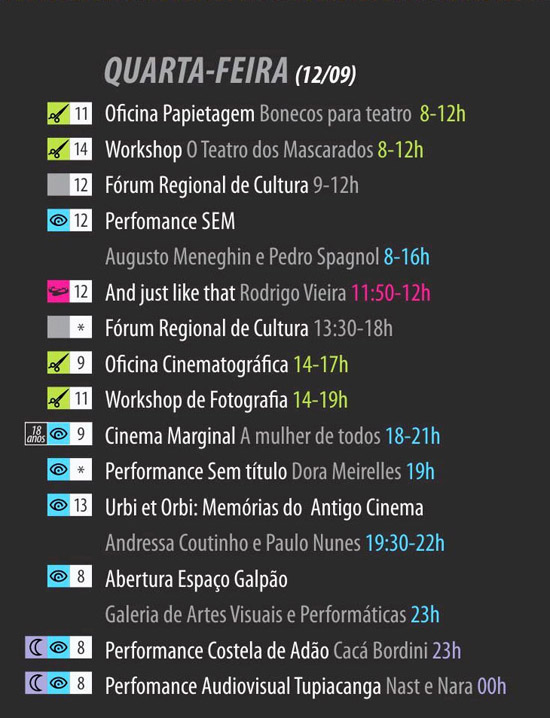 QUARTA-FEIRA (12/09)
11 Oficina Papietagem Bonecos para teatro 8-12h
14 Workshop O Teatro dos Mascarados 8-12h
12 Fórum Regional de Cultura 9-12h
12 Perfomance SEM
Augusto Meneghin e Pedro Spagnol 8-16h
12 And just like that Rodrigo Vieira 11:50-12h
* Fórum Regional de Cultura 13:30-18h
9 Oficina Cinematográfica 14-17h
11 Workshop de Fotografia 14-19h
18 anos 9 Cinema Marginal A mulher de todos 18-21h
* Performance Sem título Dora Meirelles 19h
13 Urbi et Orbi: Memórias do Antigo Cinema
Andressa Coutinho e Paulo Nunes 19:30-22h
8 Abertura Espaço Galpão
Galeria de Artes Visuais e Performáticas 23h
8 Performance Costela de Adão Cacá Bordini 23h
8 Perfomance Audiovisual Tupiacanga Nast e Nara 00h